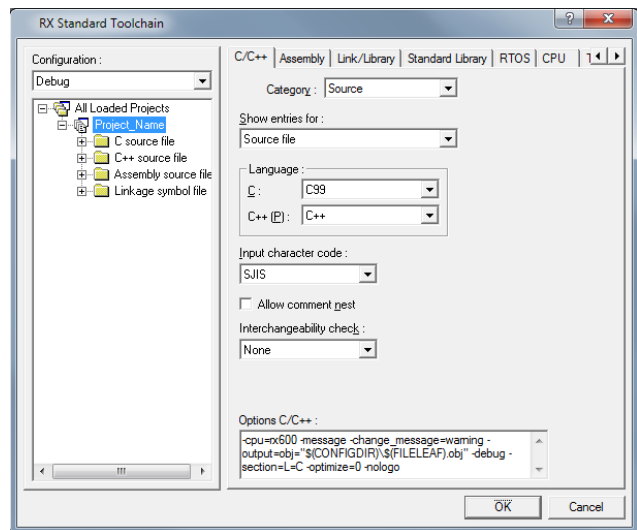 RX Standard Toolchain
Configuration :
Debug
All Loaded Projects
Project_Name
C source file
C++ source file
Assembly source file
Linkage symbol file
C/C++ Assembly Link/Library Standard Library RTOS CPU
Category : Source
Show entries for :
Source file
Language :
C : C99
C++ (P) : C++
Input character code :
SJIS
Allow comment nest
Interchangeability check :
None
Options C/C++ :
-cpu=rx600 -message -change_message=warning -
output=obj="$(CONFIGDIR)\$(FILELEAF).obj" -debug -
section=L=C -optimize=0 -nologo
OK Cancel